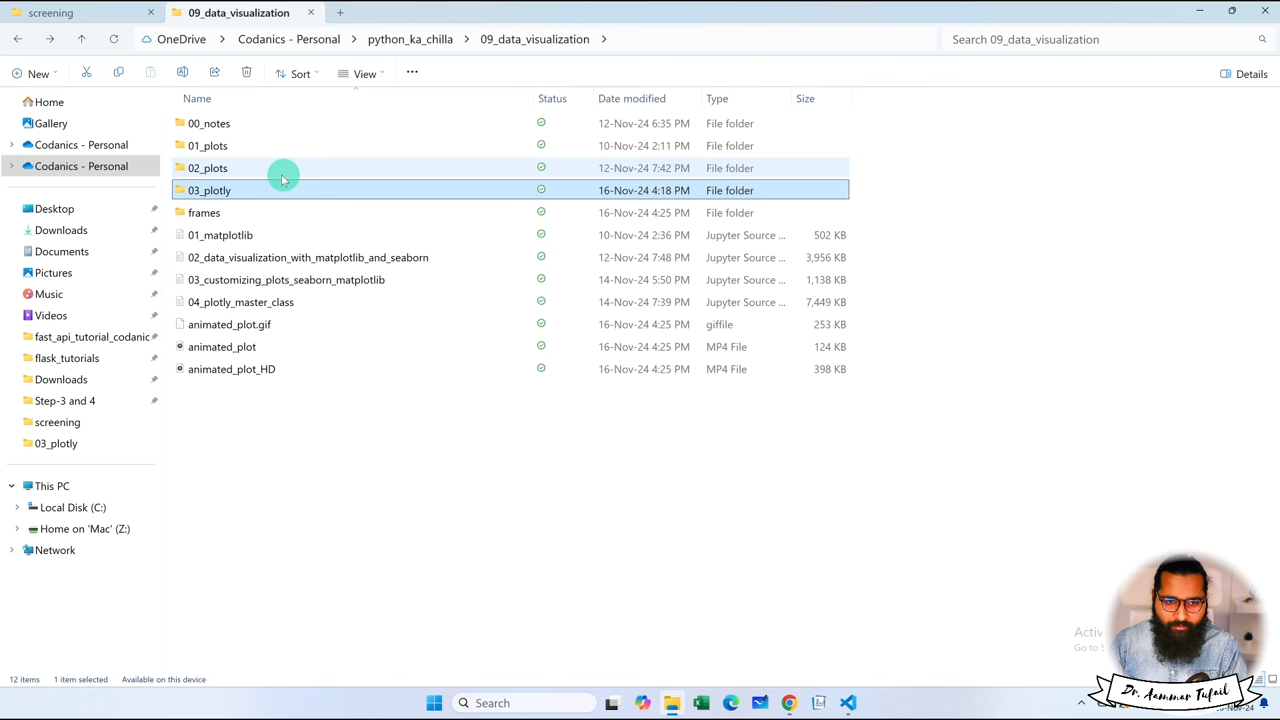 screening
09_data_visualization
OneDrive > Codanics - Personal > python_ka_chilla > 09_data_visualization >
Search 09_data_visualization
New
Sort
View
Details
Home
Gallery
Codanics - Personal
Codanics - Personal
Desktop
Downloads
Documents
Pictures
Music
Videos
fast_api_tutorial_codanic
flask_tutorials
Downloads
Step-3 and 4
screening
03_plotly
This PC
Local Disk (C:)
Home on 'Mac' (Z:)
Network
Name Status Date modified Type Size
00_notes 12-Nov-24 6:35 PM File folder
01_plots 10-Nov-24 2:11 PM File folder
02_plots 12-Nov-24 7:42 PM File folder
03_plotly 16-Nov-24 4:18 PM File folder
frames 16-Nov-24 4:25 PM File folder
01_matplotlib 10-Nov-24 2:36 PM Jupyter Source ... 502 KB
02_data_visualization_with_matplotlib_and_seaborn 12-Nov-24 7:48 PM Jupyter Source ... 3,956 KB
03_customizing_plots_seaborn_matplotlib 14-Nov-24 5:50 PM Jupyter Source ... 1,138 KB
04_plotly_master_class 14-Nov-24 7:39 PM Jupyter Source ... 7,449 KB
animated_plot.gif 16-Nov-24 4:25 PM giffile 253 KB
animated_plot 16-Nov-24 4:25 PM MP4 File 124 KB
animated_plot_HD 16-Nov-24 4:25 PM MP4 File 398 KB
12 items 1 item selected Available on this device
Search
Dr. Aammar Tufail